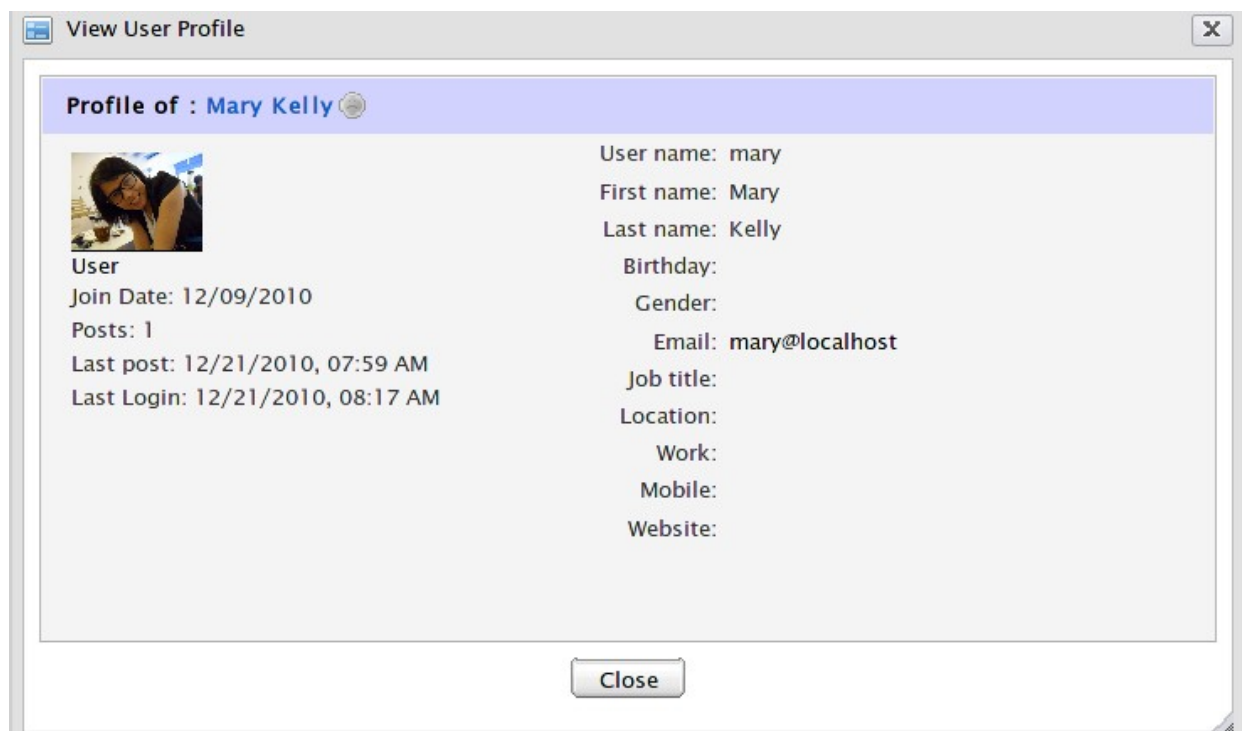 View User Profile
Profile of : Mary Kelly
User
Join Date: 12/09/2010
Posts: 1
Last post: 12/21/2010, 07:59 AM
Last Login: 12/21/2010, 08:17 AM
User name: mary
First name: Mary
Last name: Kelly
Birthday:
Gender:
Email: mary@localhost
Job title:
Location:
Work:
Mobile:
Website:
Close